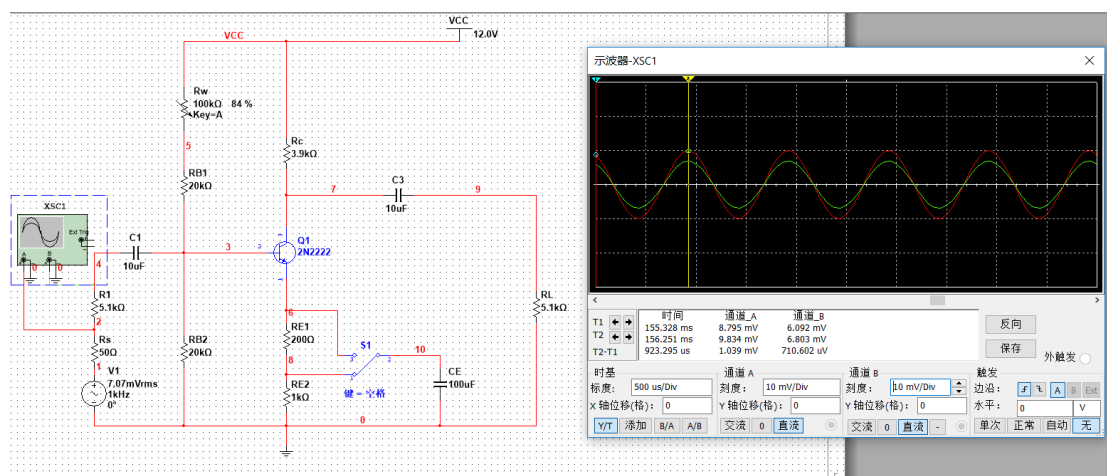 VCC
12.0V
VCC
Rw
100kΩ 84 %
Key=A
5
Rc
3.9kΩ
RB1
20kΩ
7
C3
10uF
9
XSC1
Ext Trig
A
B
0
0
4
C1
10uF
3
2
Q1
2N2222
1
R1
5.1kΩ
2
Rs
50Ω
1
V1
7.07mVrms
1kHz
0°
RB2
20kΩ
6
RE1
200Ω
8
RE2
1kΩ
S1
键 = 空格
10
CE
100uF
RL
5.1kΩ
0
示波器-XSC1
1
2
T1
T2
T2-T1
时间 通道_A 通道_B
155.328 ms 8.795 mV 6.092 mV
156.251 ms 9.834 mV 6.803 mV
923.295 us 1.039 mV 710.602 uV
反向
保存
外触发
时基
标度: 500 us/Div
X 轴位移(格): 0
Y/T 添加 B/A A/B
通道 A
刻度: 10 mV/Div
Y 轴位移(格): 0
交流 0 直流
通道 B
刻度: 10 mV/Div
Y 轴位移(格): 0
交流 0 直流 -
触发
边沿: A B Ext
水平: 0 V
单次 正常 自动 无